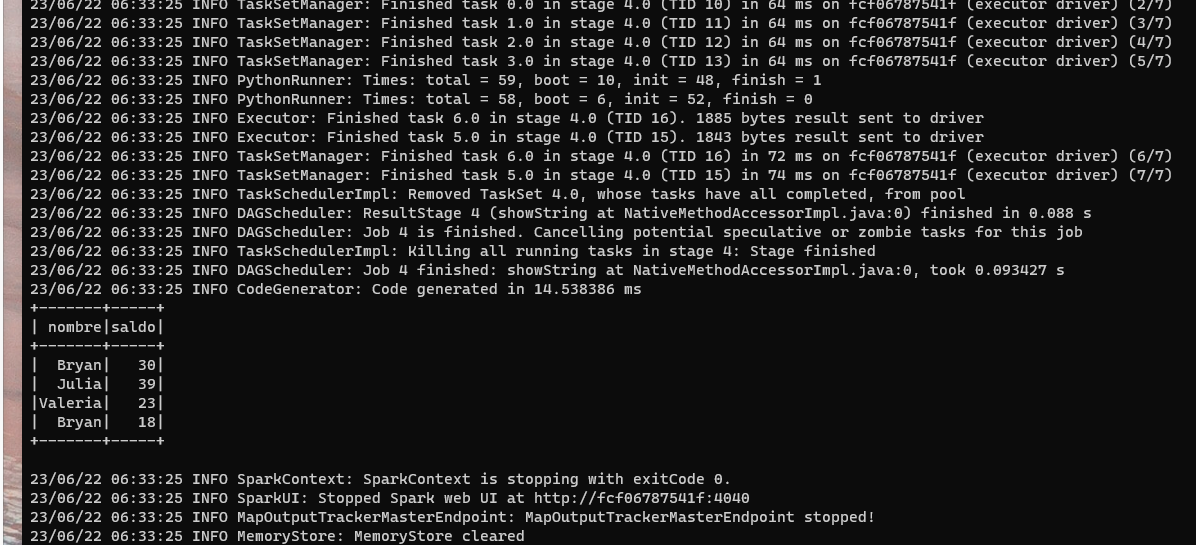 23/06/22 06:33:25 INFO TaskSetManager: Finished task 0.0 in stage 4.0 (TID 10) in 64 ms on fcf06787541f (executor driver) (2/7)
23/06/22 06:33:25 INFO TaskSetManager: Finished task 1.0 in stage 4.0 (TID 11) in 64 ms on fcf06787541f (executor driver) (3/7)
23/06/22 06:33:25 INFO TaskSetManager: Finished task 2.0 in stage 4.0 (TID 12) in 64 ms on fcf06787541f (executor driver) (4/7)
23/06/22 06:33:25 INFO TaskSetManager: Finished task 3.0 in stage 4.0 (TID 13) in 64 ms on fcf06787541f (executor driver) (5/7)
23/06/22 06:33:25 INFO PythonRunner: Times: total = 59, boot = 10, init = 48, finish = 1
23/06/22 06:33:25 INFO PythonRunner: Times: total = 58, boot = 6, init = 52, finish = 0
23/06/22 06:33:25 INFO Executor: Finished task 6.0 in stage 4.0 (TID 16). 1885 bytes result sent to driver
23/06/22 06:33:25 INFO Executor: Finished task 5.0 in stage 4.0 (TID 15). 1843 bytes result sent to driver
23/06/22 06:33:25 INFO TaskSetManager: Finished task 6.0 in stage 4.0 (TID 16) in 72 ms on fcf06787541f (executor driver) (6/7)
23/06/22 06:33:25 INFO TaskSetManager: Finished task 5.0 in stage 4.0 (TID 15) in 74 ms on fcf06787541f (executor driver) (7/7)
23/06/22 06:33:25 INFO TaskSchedulerImpl: Removed TaskSet 4.0, whose tasks have all completed, from pool
23/06/22 06:33:25 INFO DAGScheduler: ResultStage 4 (showString at NativeMethodAccessorImpl.java:0) finished in 0.088 s
23/06/22 06:33:25 INFO DAGScheduler: Job 4 is finished. Cancelling potential speculative or zombie tasks for this job
23/06/22 06:33:25 INFO TaskSchedulerImpl: Killing all running tasks in stage 4: Stage finished
23/06/22 06:33:25 INFO DAGScheduler: Job 4 finished: showString at NativeMethodAccessorImpl.java:0, took 0.093427 s
23/06/22 06:33:25 INFO CodeGenerator: Code generated in 14.538386 ms
+-------+-----+
| nombre|saldo|
+-------+-----+
|  Bryan|   30|
|  Julia|   39|
|Valeria|   23|
|  Bryan|   18|
+-------+-----+
23/06/22 06:33:25 INFO SparkContext: SparkContext is stopping with exitCode 0.
23/06/22 06:33:25 INFO SparkUI: Stopped Spark web UI at http://fcf06787541f:4040
23/06/22 06:33:25 INFO MapOutputTrackerMasterEndpoint: MapOutputTrackerMasterEndpoint stopped!
23/06/22 06:33:25 INFO MemoryStore: MemoryStore cleared